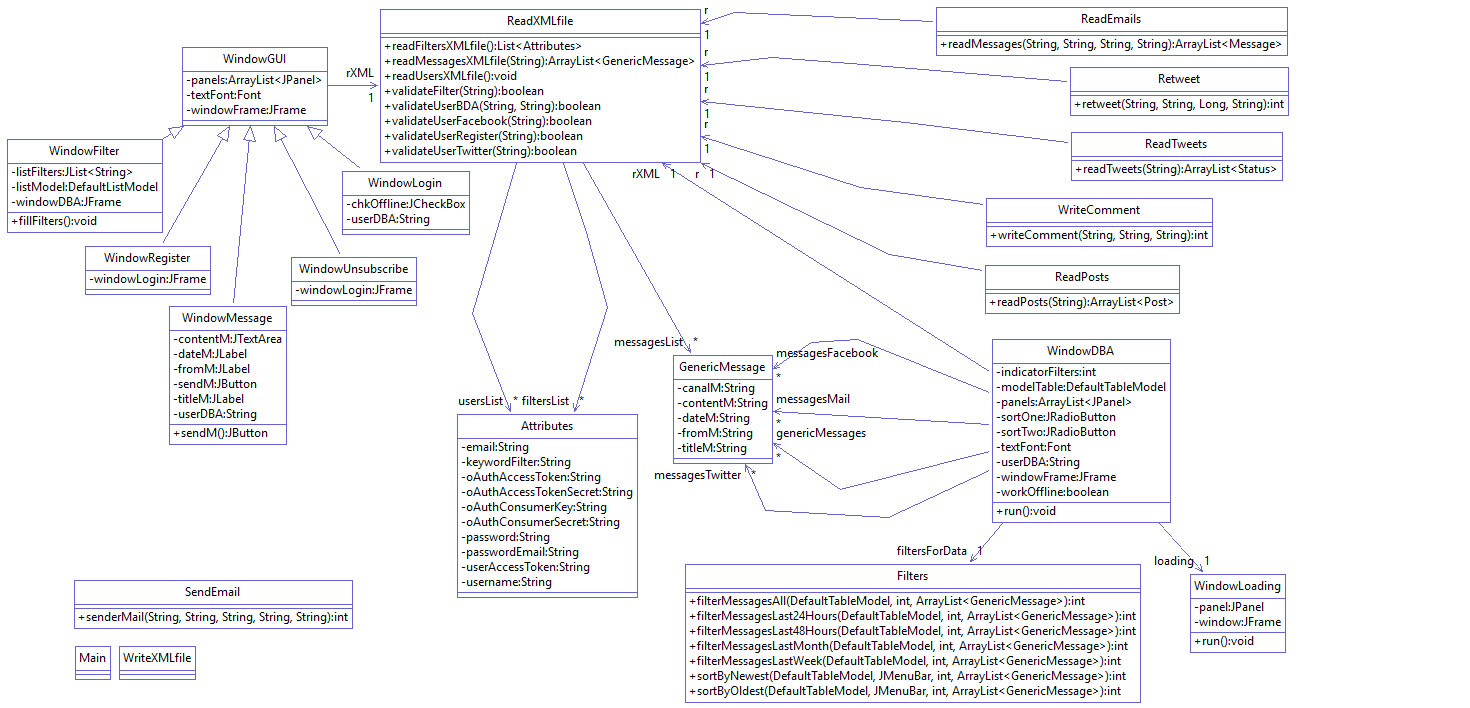 ReadXMLfile
+readFiltersXMLfile():List<Attributes>
+readMessagesXMLfile(String):ArrayList<GenericMessage>
+readUsersXMLfile():void
+validateFilter(String):boolean
+validateUserBDA(String, String):boolean
+validateUserFacebook(String):boolean
+validateUserRegister(String):boolean
+validateUserTwitter(String):boolean
r
1
r
1
r
1
r
1
r 1
rXML 1
rXML
1
ReadEmails
+readMessages(String, String, String, String):ArrayList<Message>
Retweet
+retweet(String, String, Long, String):int
ReadTweets
+readTweets(String):ArrayList<Status>
WriteComment
+writeComment(String, String, String):int
ReadPosts
+readPosts(String):ArrayList<Post>
WindowGUI
-panels:ArrayList<JPanel>
-textFont:Font
-windowFrame:JFrame
WindowFilter
-listFilters:JList<String>
-listModel:DefaultListModel
-windowDBA:JFrame
+fillFilters():void
WindowLogin
-chkOffline:JCheckBox
-userDBA:String
WindowRegister
-windowLogin:JFrame
WindowUnsubscribe
-windowLogin:JFrame
WindowMessage
-contentM:JTextArea
-dateM:JLabel
-fromM:JLabel
-sendM:JButton
-titleM:JLabel
-userDBA:String
+sendM():JButton
messagesList *
GenericMessage
-canalM:String
-contentM:String
-dateM:String
-fromM:String
-titleM:String
messagesFacebook
*
messagesMail
*
genericMessages
*
messagesTwitter *
WindowDBA
-indicatorFilters:int
-modelTable:DefaultTableModel
-panels:ArrayList<JPanel>
-sortOne:JRadioButton
-sortTwo:JRadioButton
-textFont:Font
-userDBA:String
-windowFrame:JFrame
-workOffline:boolean
+run():void
usersList * filtersList *
Attributes
-email:String
-keywordFilter:String
-oAuthAccessToken:String
-oAuthAccessTokenSecret:String
-oAuthConsumerKey:String
-oAuthConsumerSecret:String
-password:String
-passwordEmail:String
-userAccessToken:String
-username:String
filtersForData 1
loading 1
Filters
+filterMessagesAll(DefaultTableModel, int, ArrayList<GenericMessage>):int
+filterMessagesLast24Hours(DefaultTableModel, int, ArrayList<GenericMessage>):int
+filterMessagesLast48Hours(DefaultTableModel, int, ArrayList<GenericMessage>):int
+filterMessagesLastMonth(DefaultTableModel, int, ArrayList<GenericMessage>):int
+filterMessagesLastWeek(DefaultTableModel, int, ArrayList<GenericMessage>):int
+sortByNewest(DefaultTableModel, JMenuBar, int, ArrayList<GenericMessage>):int
+sortByOldest(DefaultTableModel, JMenuBar, int, ArrayList<GenericMessage>):int
WindowLoading
-panel:JPanel
-window:JFrame
+run():void
SendEmail
+senderMail(String, String, String, String, String):int
Main
WriteXMLfile